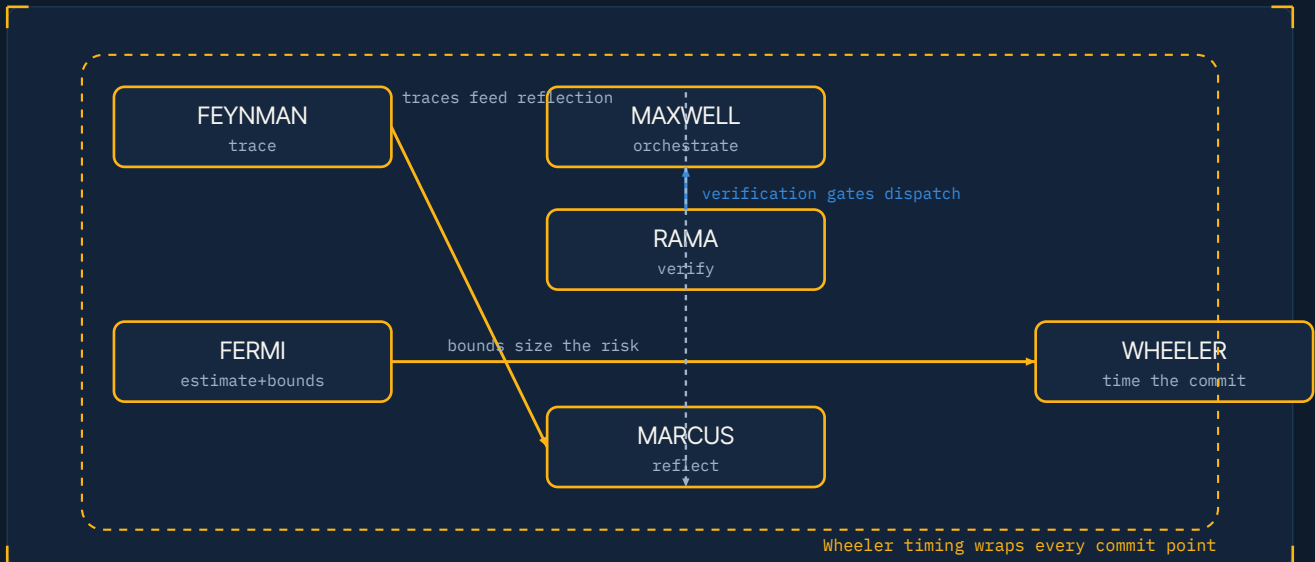 FEYNMAN
trace
traces feed reflection
MAXWELL
orchestrate
verification gates dispatch
RAMA
verify
FERMI
estimate+bounds
bounds size the risk
WHEELER
time the commit
MARCUS
reflect
Wheeler timing wraps every commit point